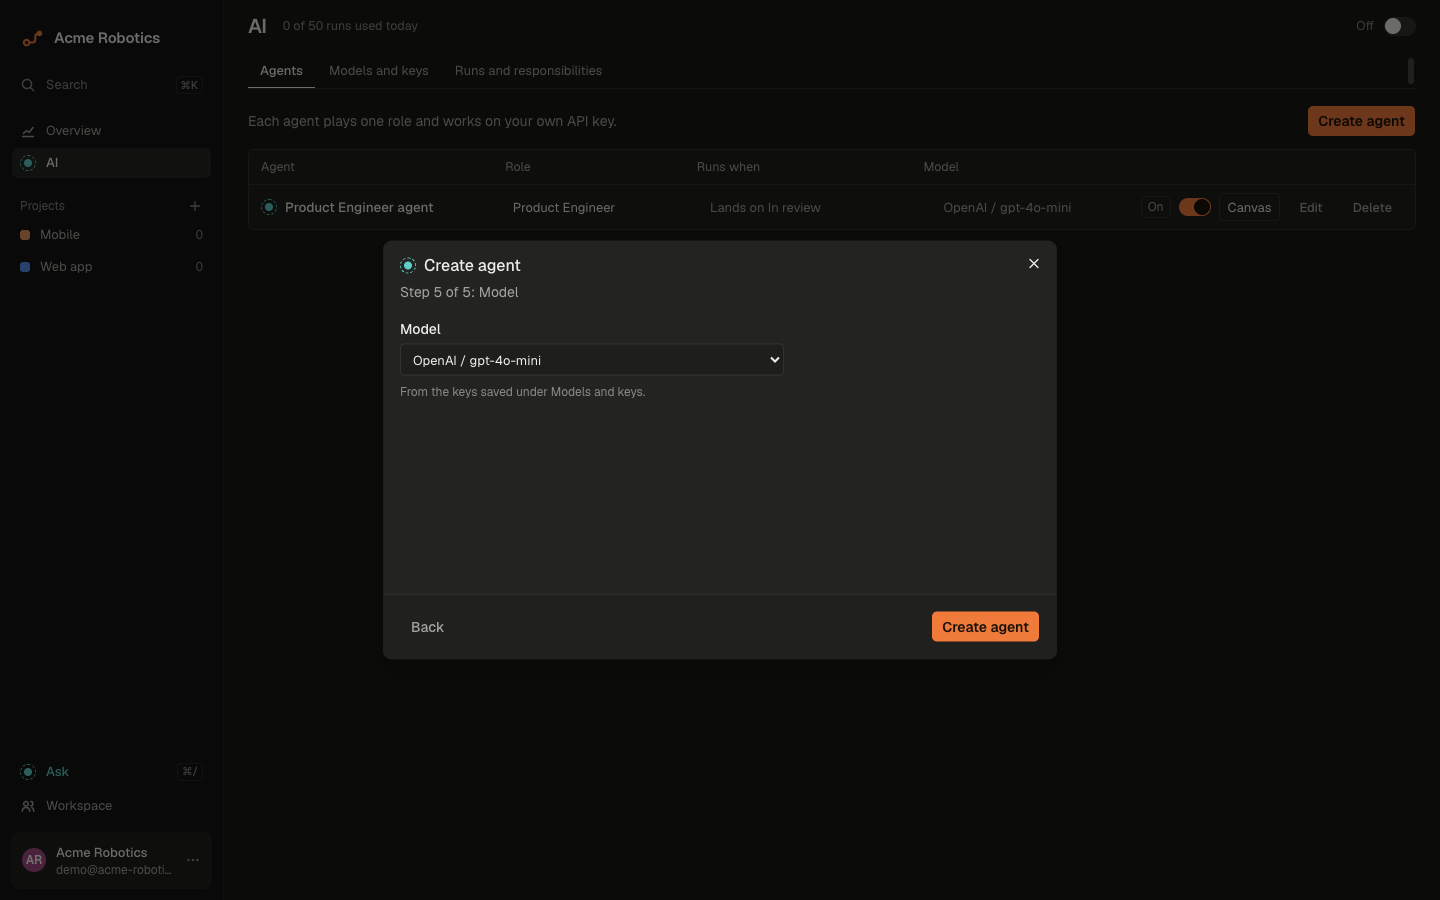 Acme Robotics
Search ⌘K
Overview
AI
Projects
Mobile 0
Web app 0
Ask ⌘/
Workspace
AR
Acme Robotics
demo@acme-roboti...
AI 0 of 50 runs used today Off
Agents Models and keys Runs and responsibilities
Each agent plays one role and works on your own API key. Create agent
Agent Role Runs when Model
Product Engineer agent Product Engineer Lands on In review OpenAI / gpt-4o-mini On Canvas Edit Delete
Create agent
Step 5 of 5: Model
Model
OpenAI / gpt-4o-mini
From the keys saved under Models and keys.
Back Create agent